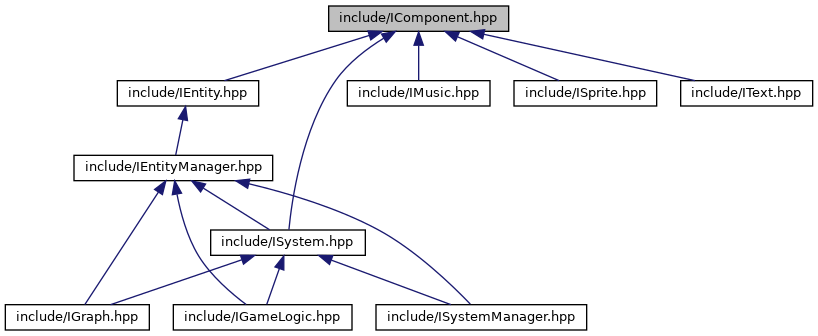 include/IComponent.hpp
include/IEntity.hpp
include/IMusic.hpp
include/ISprite.hpp
include/IText.hpp
include/IEntityManager.hpp
include/ISystem.hpp
include/IGraph.hpp
include/IGameLogic.hpp
include/ISystemManager.hpp